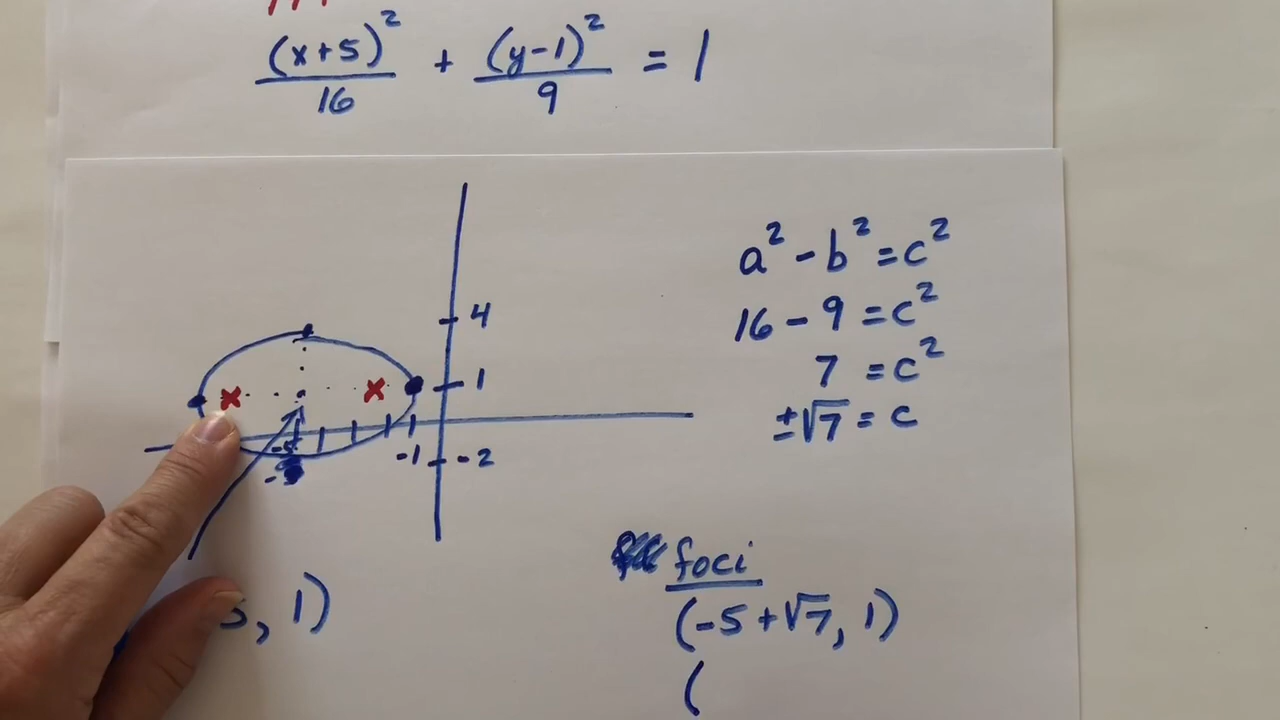 (x+5)² / 16 + (y-1)² / 9 = 1
a² - b² = c²
16 - 9 = c²
7 = c²
±√7 = c
4
1
-1
-2
, 1)
foci
(-5+√7, 1)
(